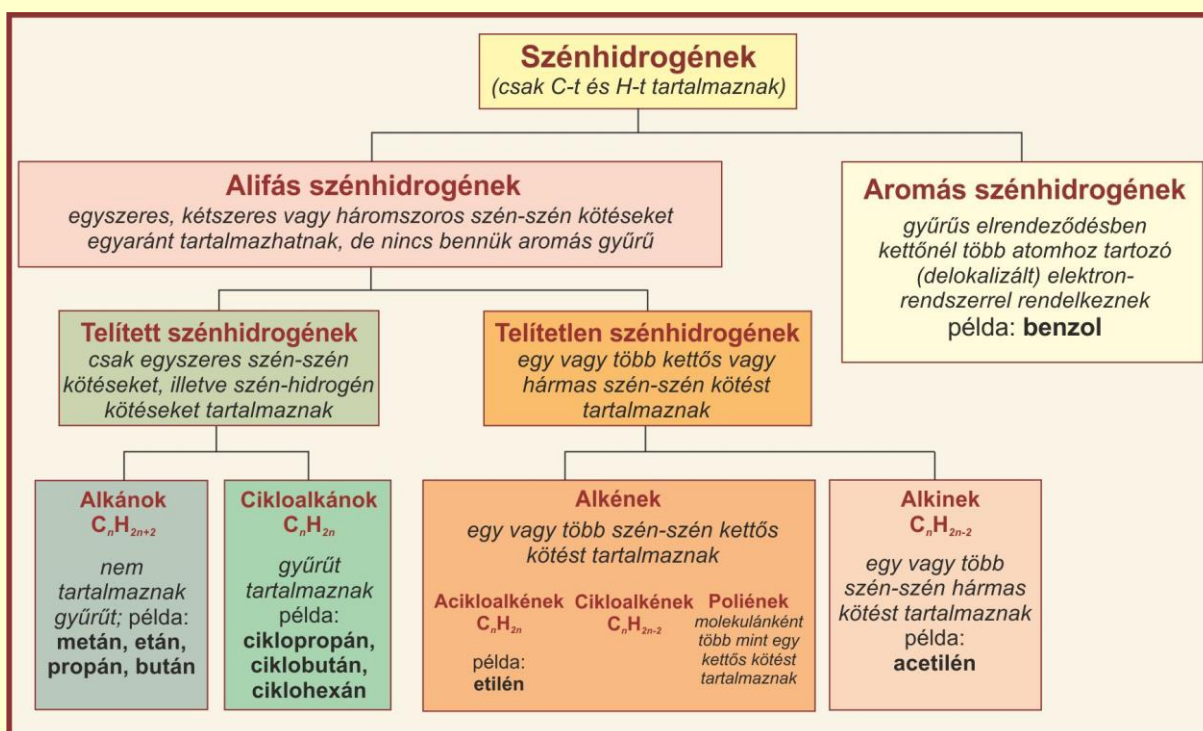 Szénhidrogének
(csak C-t és H-t tartalmaznak)
Alifás szénhidrogének
egyszeres, kétszeres vagy háromszoros szén-szén kötéseket
egyaránt tartalmazhatnak, de nincs bennük aromás gyűrű
Aromás szénhidrogének
gyűrűs elrendeződésben
kettőnél több atomhoz tartozó
(delokalizált) elektron-
rendszerrel rendelkeznek
példa: benzol
Telített szénhidrogének
csak egyszeres szén-szén
kötéseket, illetve szén-hidrogén
kötéseket tartalmaznak
Telítetlen szénhidrogének
egy vagy több kettős vagy
hármas szén-szén kötést
tartalmaznak
Alkánok
CnH2n+2
nem
tartalmaznak
gyűrűt; példa:
metán, etán,
propán, bután
Cikloalkánok
CnH2n
gyűrűt
tartalmaznak
példa:
ciklopropán,
ciklobután,
ciklohexán
Alkének
egy vagy több szén-szén kettős
kötést tartalmaznak
Acikloalkének
CnH2n
példa:
etilén
Cikloalkének
CnH2n-2
Poliének
molekulánként
több mint egy
kettős kötést
tartalmaznak
Alkinek
CnH2n-2
egy vagy több
szén-szén hármas
kötést tartalmaznak
példa:
acetilén